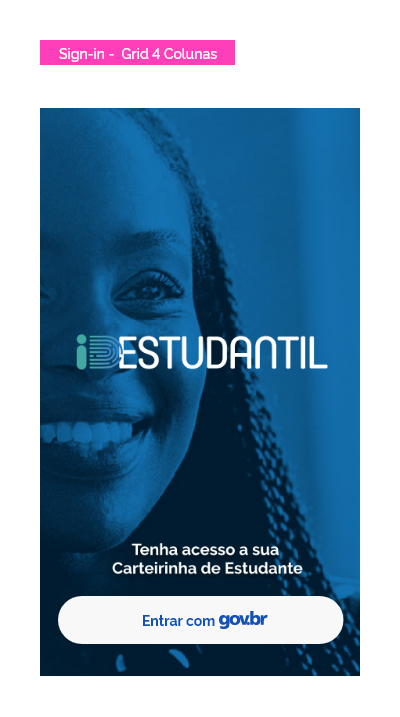 Sign-in - Grid 4 Colunas
iDESTUDANTIL
Tenha acesso a sua
Carteirinha de Estudante
Entrar com gov.br